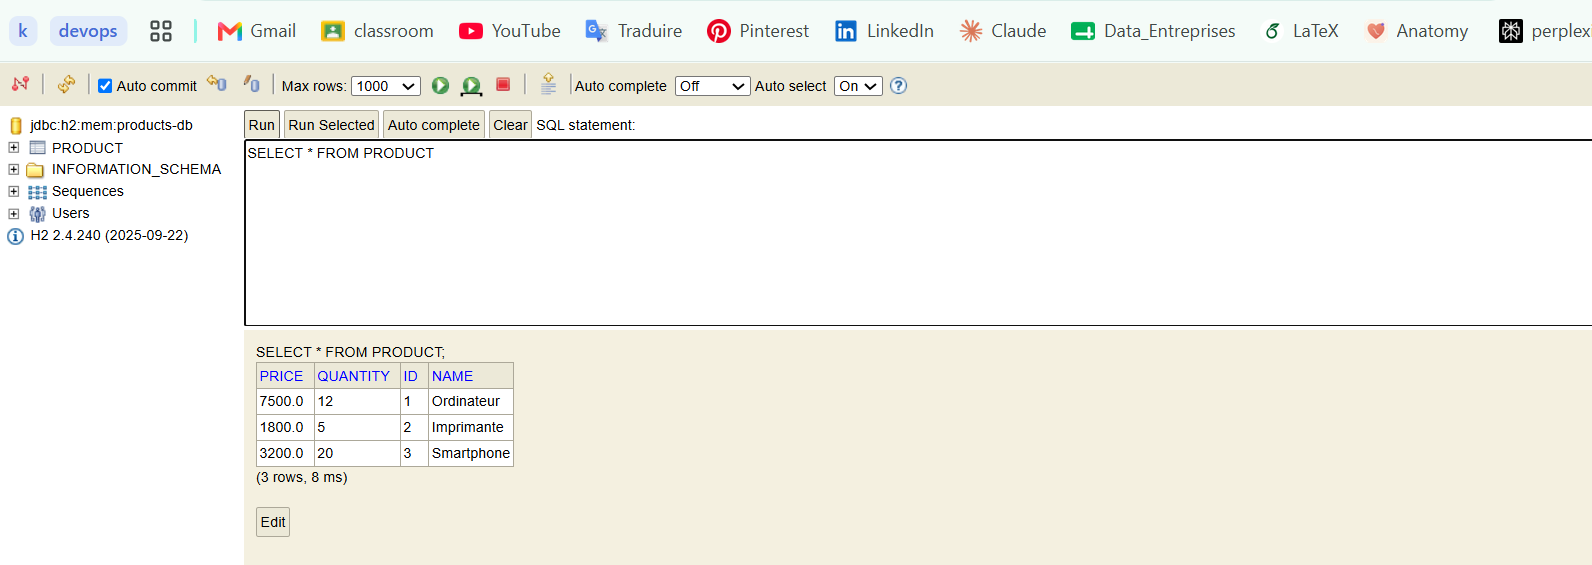 k devops Gmail classroom YouTube Traduire Pinterest LinkedIn Claude Data_Entreprises LaTeX Anatomy perplexi
Auto commit Max rows: 1000 Auto complete Off Auto select On ?
jdbc:h2:mem:products-db
PRODUCT
INFORMATION_SCHEMA
Sequences
Users
H2 2.4.240 (2025-09-22)
Run Run Selected Auto complete Clear SQL statement:
SELECT * FROM PRODUCT
SELECT * FROM PRODUCT;
PRICE QUANTITY ID NAME
7500.0 12 1 Ordinateur
1800.0 5 2 Imprimante
3200.0 20 3 Smartphone
(3 rows, 8 ms)
Edit